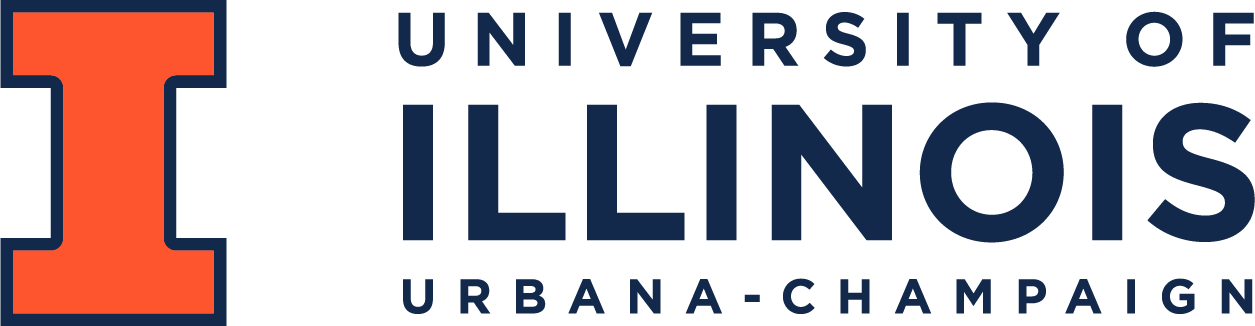 I
UNIVERSITY OF
ILLINOIS
URBANA-CHAMPAIGN